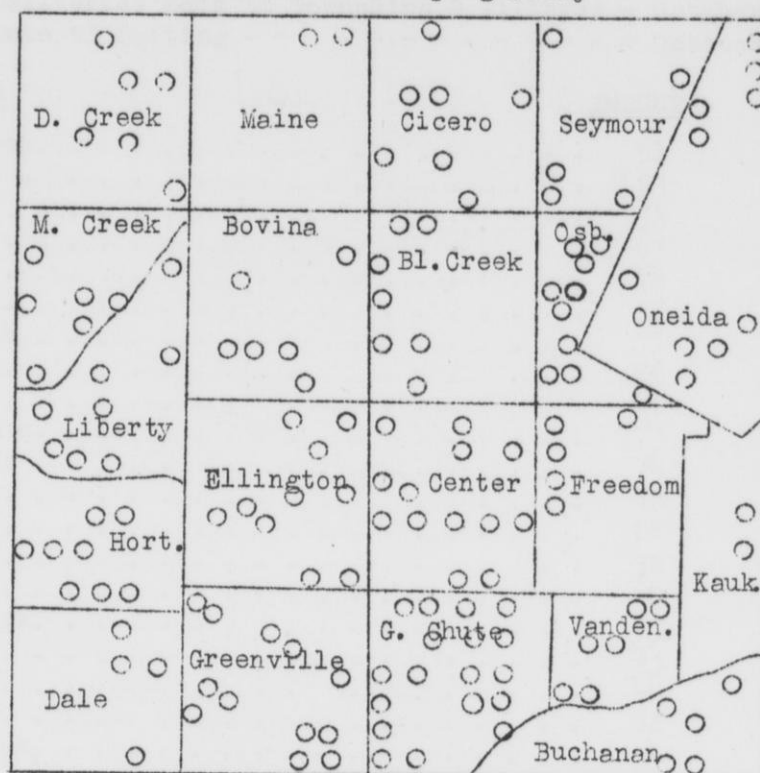 D. Creek
Maine
Cicero
Seymour
M. Creek
Bovina
Bl.Creek
Osb.
Oneida
Liberty
Ellington
Center
Freedom
Hort.
Kauk.
G. Chute
Vanden.
Greenville
Dale
Buchanan